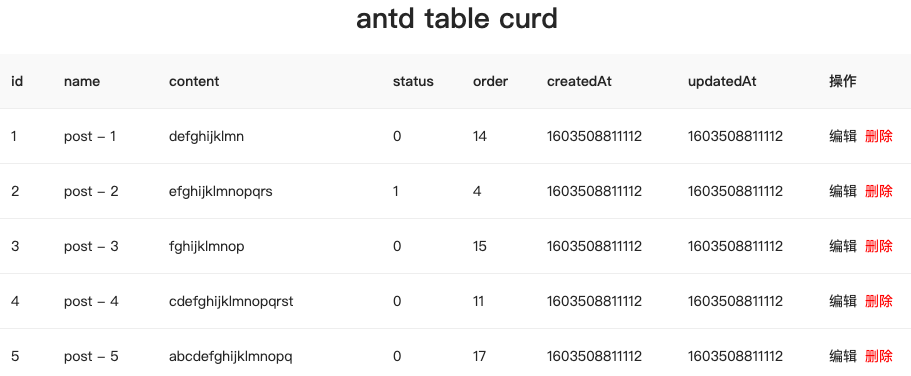 antd table curd
id name content status order createdAt updatedAt 操作
1 post - 1 defghijklmn 0 14 1603508811112 1603508811112 编辑 删除
2 post - 2 efghijklmnopqrs 1 4 1603508811112 1603508811112 编辑 删除
3 post - 3 fghijklmnop 0 15 1603508811112 1603508811112 编辑 删除
4 post - 4 cdefghijklmnopqrst 0 11 1603508811112 1603508811112 编辑 删除
5 post - 5 abcdefghijklmnopq 0 17 1603508811112 1603508811112 编辑 删除